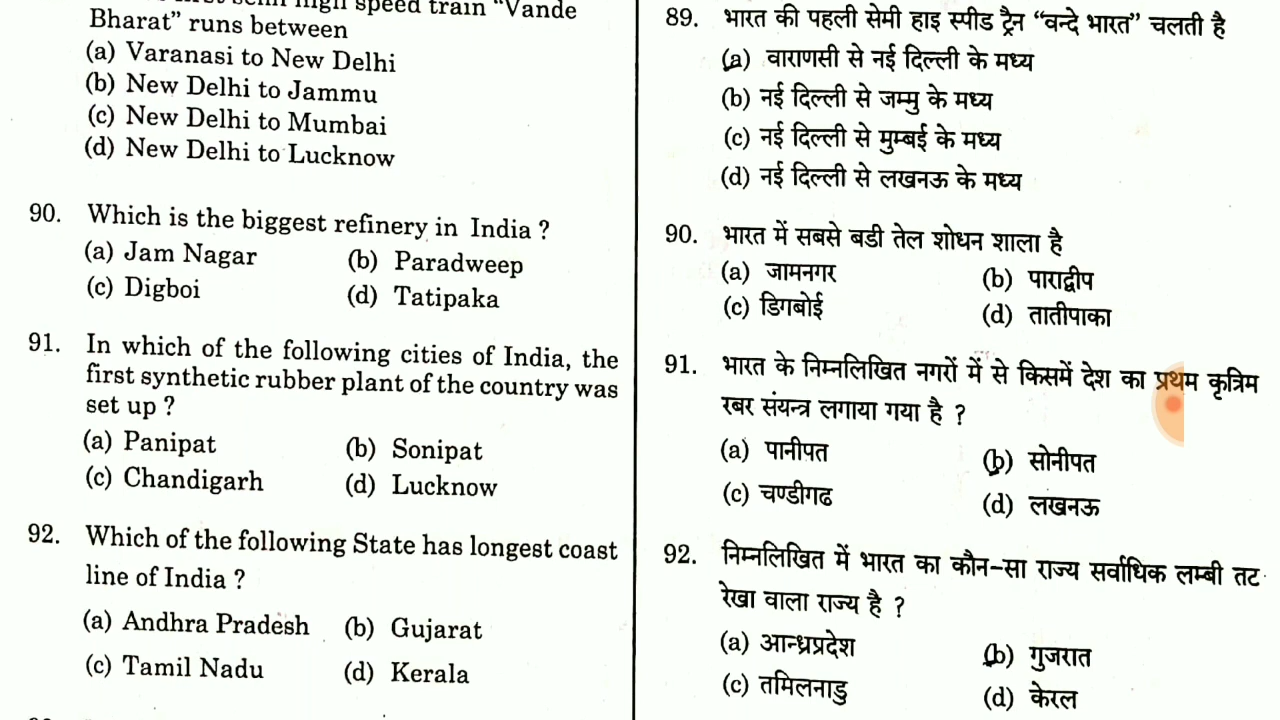 speed train “Vande
Bharat” runs between
(a) Varanasi to New Delhi
(b) New Delhi to Jammu
(c) New Delhi to Mumbai
(d) New Delhi to Lucknow
90. Which is the biggest refinery in India ?
(a) Jam Nagar (b) Paradweep
(c) Digboi (d) Tatipaka
91. In which of the following cities of India, the
first synthetic rubber plant of the country was
set up ?
(a) Panipat (b) Sonipat
(c) Chandigarh (d) Lucknow
92. Which of the following State has longest coast
line of India ?
(a) Andhra Pradesh (b) Gujarat
(c) Tamil Nadu (d) Kerala
89. भारत की पहली सेमी हाइ स्पीड ट्रैन “वन्दे भारत” चलती है
(a) वाराणसी से नई दिल्ली के मध्य
(b) नई दिल्ली से जम्मु के मध्य
(c) नई दिल्ली से मुम्बई के मध्य
(d) नई दिल्ली से लखनऊ के मध्य
90. भारत में सबसे बडी तेल शोधन शाला है
(a) जामनगर (b) पाराद्वीप
(c) डिगबोई (d) तातीपाका
91. भारत के निम्नलिखित नगरों में से किसमें देश का प्रथम कृत्रिम
रबर संयन्त्र लगाया गया है ?
(a) पानीपत (b) सोनीपत
(c) चण्डीगढ (d) लखनऊ
92. निम्नलिखित में भारत का कौन-सा राज्य सर्वाधिक लम्बी तट
रेखा वाला राज्य है ?
(a) आन्ध्रप्रदेश (b) गुजरात
(c) तमिलनाडु (d) केरल